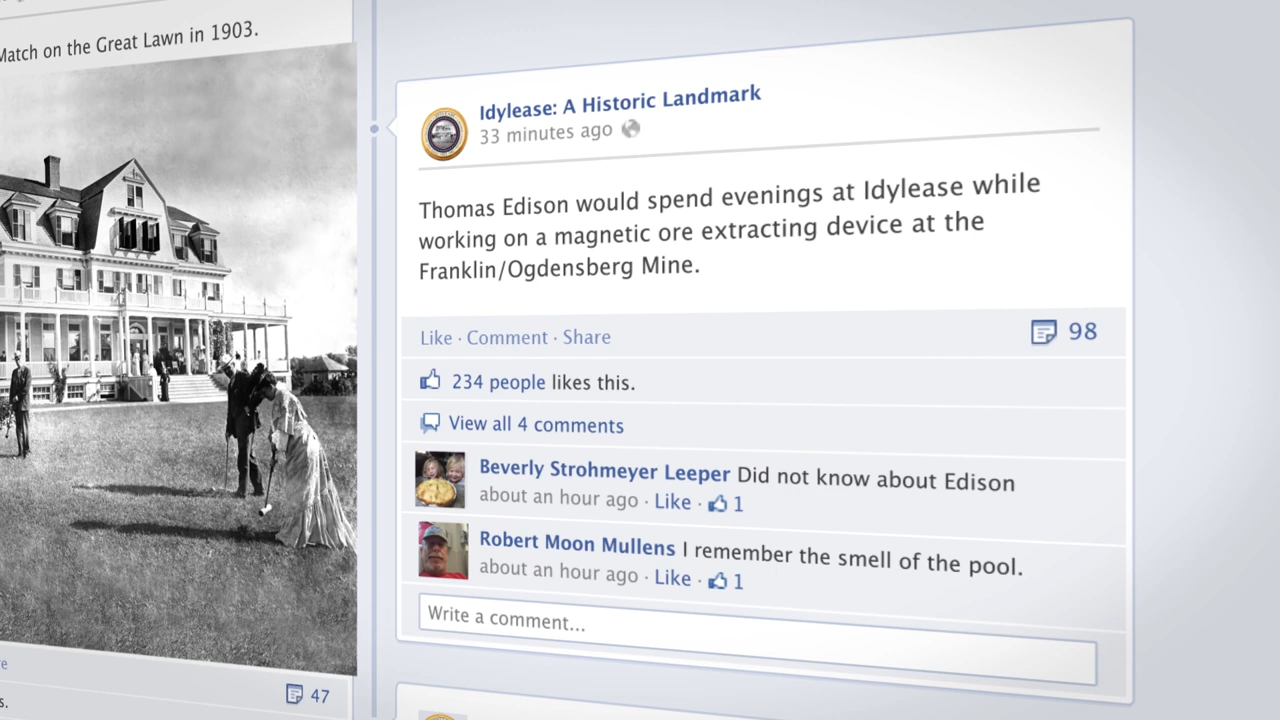 Match on the Great Lawn in 1903.
47
Idylease: A Historic Landmark
33 minutes ago
Thomas Edison would spend evenings at Idylease while
working on a magnetic ore extracting device at the
Franklin/Ogdensberg Mine.
Like · Comment · Share
98
234 people likes this.
View all 4 comments
Beverly Strohmeyer Leeper Did not know about Edison
about an hour ago · Like · 1
Robert Moon Mullens I remember the smell of the pool.
about an hour ago · Like · 1
Write a comment...